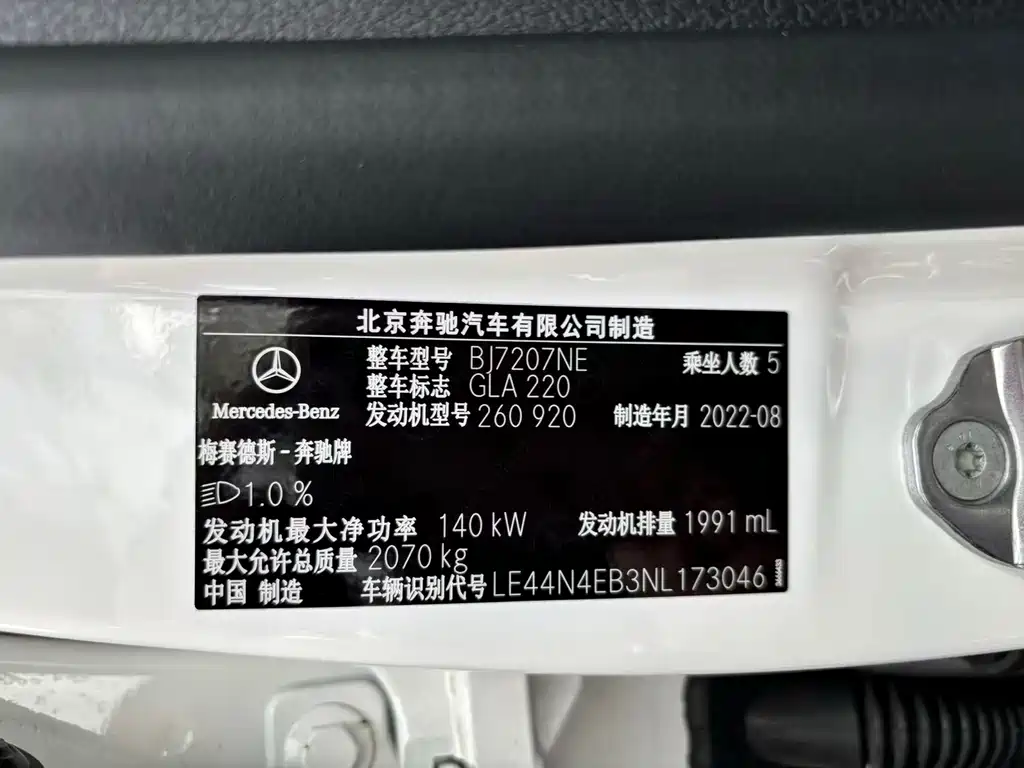 北京奔驰汽车有限公司制造
整车型号 BJ7207NE 乘坐人数 5
整车标志 GLA 220
Mercedes-Benz 发动机型号 260 920 制造年月 2022-08
梅赛德斯-奔驰牌
1.0 %
发动机最大净功率 140 kW 发动机排量 1991 mL
最大允许总质量 2070 kg
中国 制造 车辆识别代号 LE44N4EB3NL173046